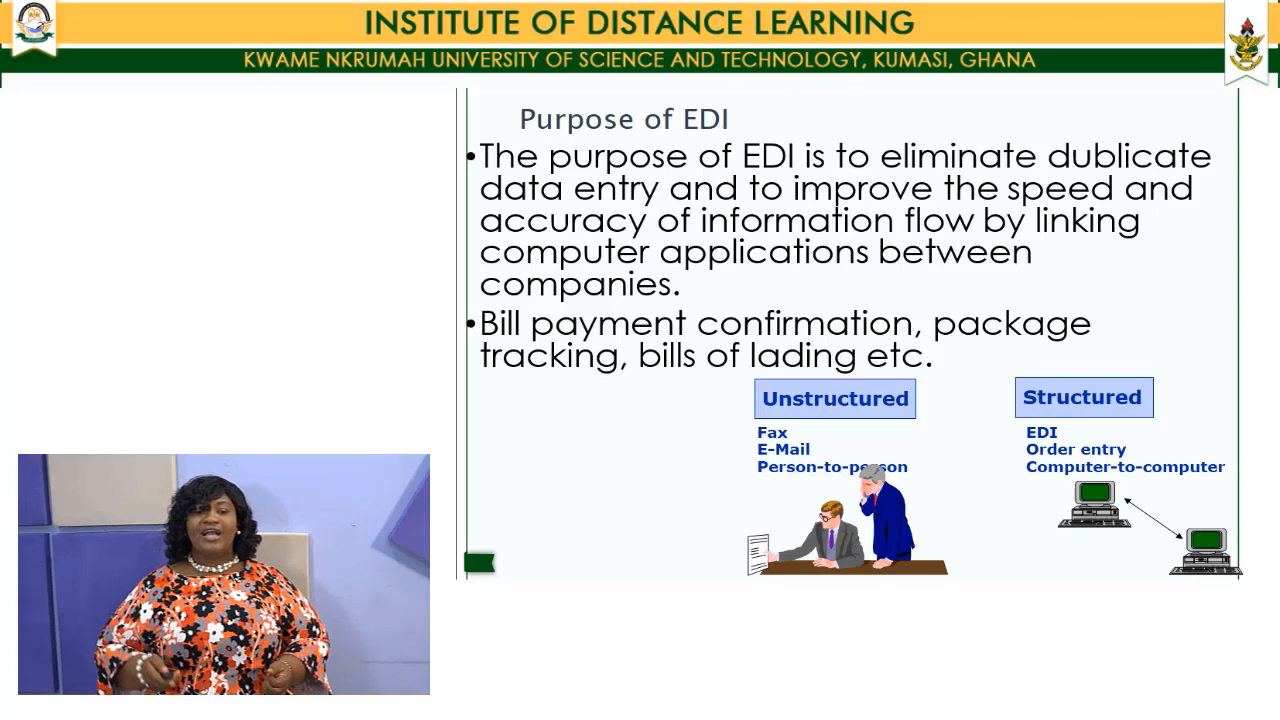 INSTITUTE OF DISTANCE LEARNING
KWAME NKRUMAH UNIVERSITY OF SCIENCE AND TECHNOLOGY, KUMASI, GHANA
Purpose of EDI
•The purpose of EDI is to eliminate dublicate
data entry and to improve the speed and
accuracy of information flow by linking
computer applications between
companies.
•Bill payment confirmation, package
tracking, bills of lading etc.
Unstructured
Fax
E-Mail
Person-to-person
Structured
EDI
Order entry
Computer-to-computer